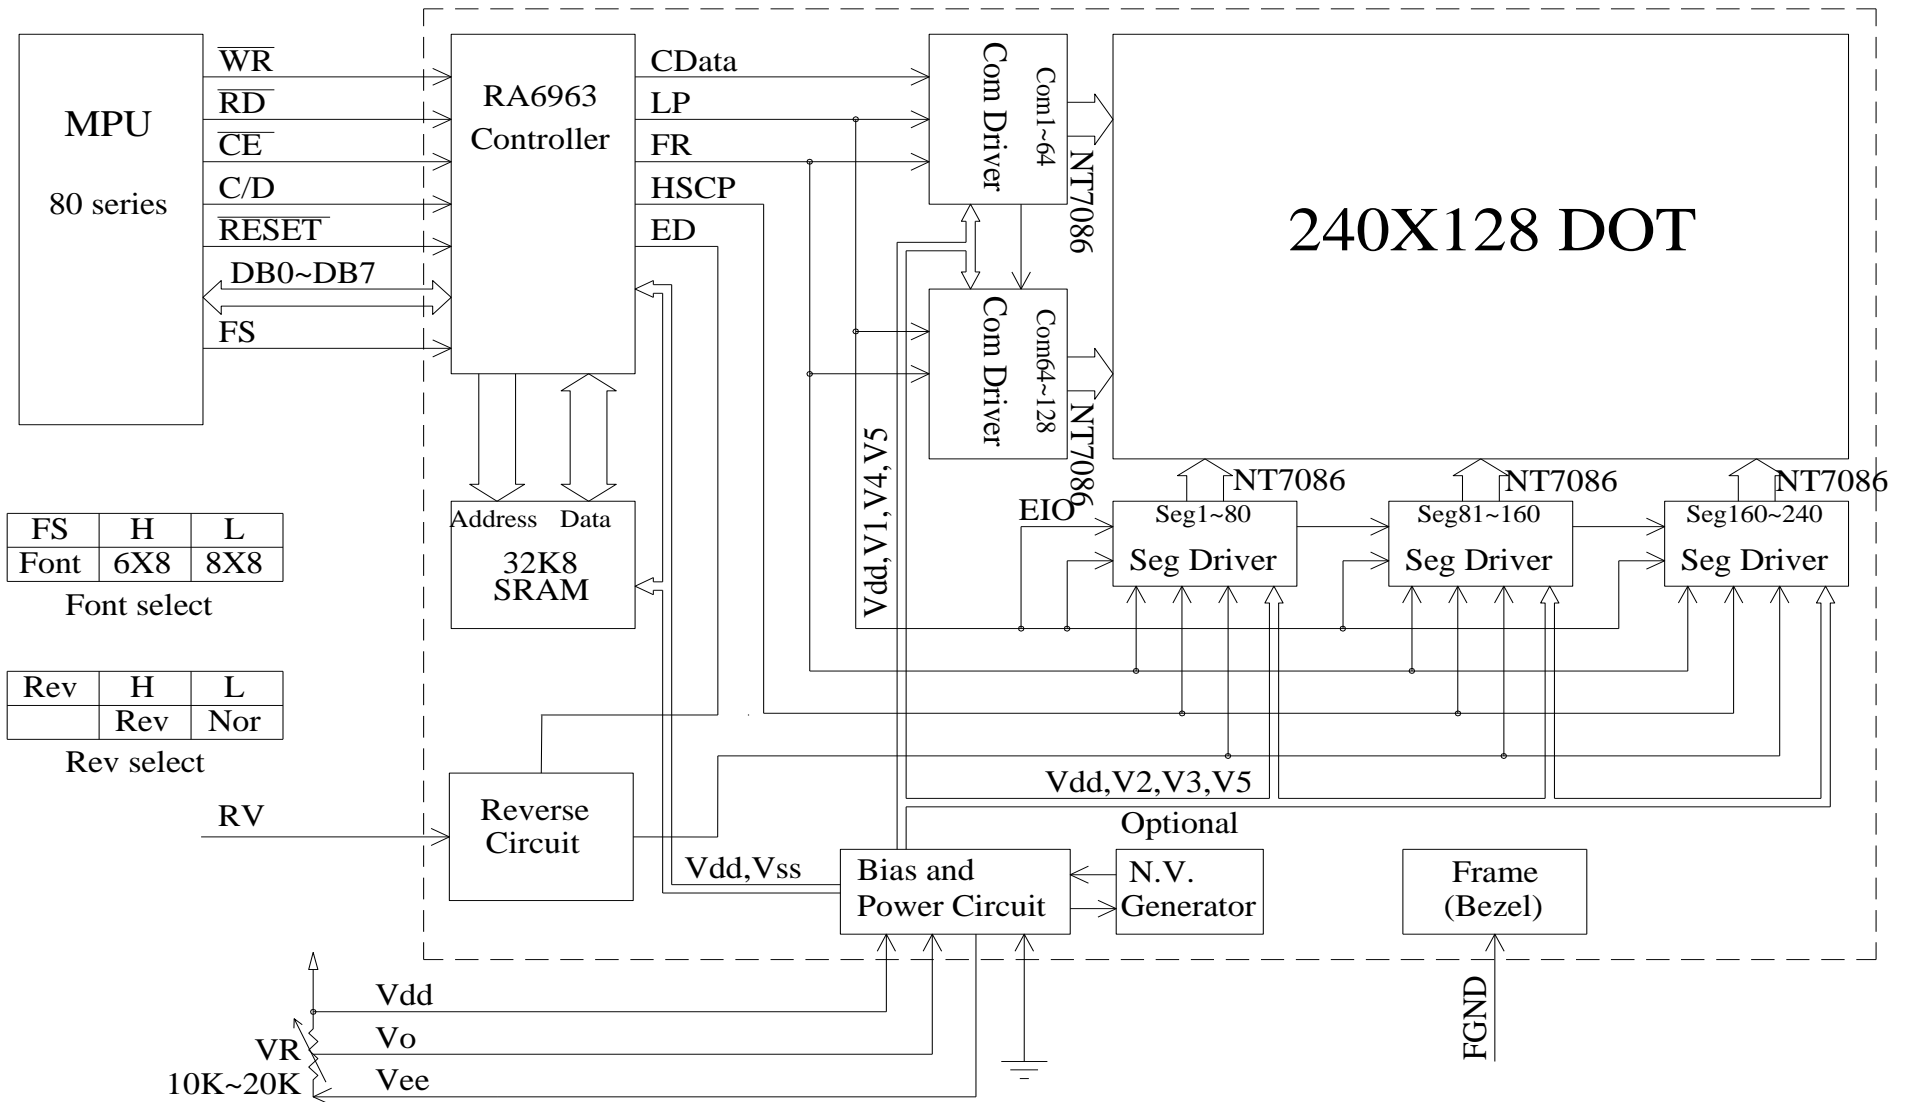 MPU
80 series
WR
RD
CE
C/D
RESET
DB0~DB7
FS
RA6963
Controller
CData
LP
FR
HSCP
ED
Com Driver
Com1~64
NT7086
Com Driver
Com64~128
NT7086
240X128 DOT
Vdd,V1,V4,V5
NT7086
NT7086
NT7086
EIO
Seg1~80
Seg Driver
Seg81~160
Seg Driver
Seg160~240
Seg Driver
Address Data
32K8
SRAM
FS H L
Font 6X8 8X8
Font select
Rev H L
Rev Nor
Rev select
RV
Reverse
Circuit
Vdd,V2,V3,V5
Optional
Vdd,Vss
Bias and
Power Circuit
N.V.
Generator
Frame
(Bezel)
FGND
Vdd
Vo
VR
10K~20K
Vee